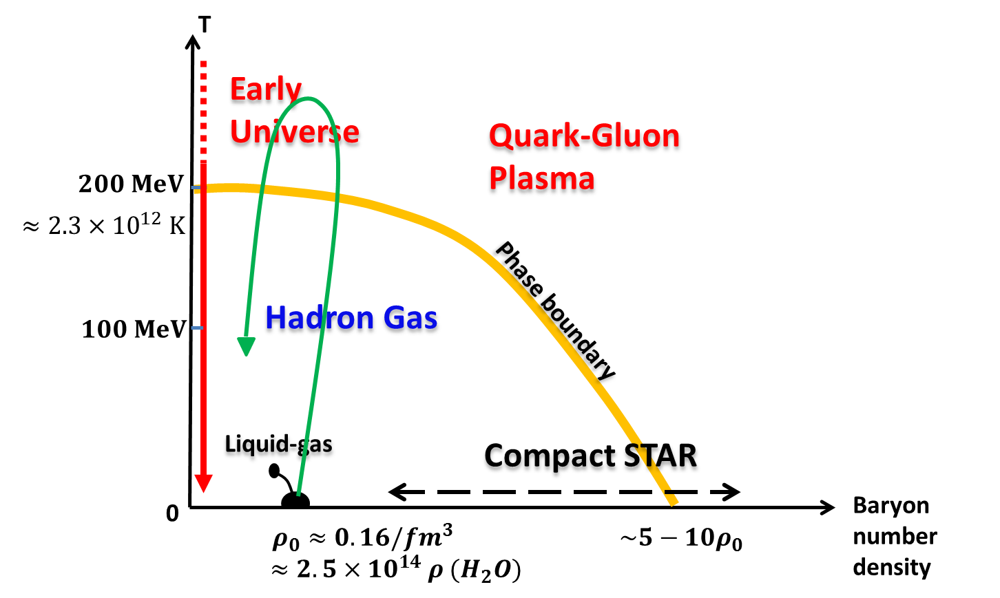 T
Early
Universe
Quark-Gluon
Plasma
200 MeV
≈ 2.3 × 10¹² K
Phase boundary
Hadron Gas
100 MeV
Liquid-gas
Compact STAR
0
Baryon
number
density
ρ₀ ≈ 0.16/fm³
≈ 2.5 × 10¹⁴ ρ (H₂O)
~5 − 10ρ₀